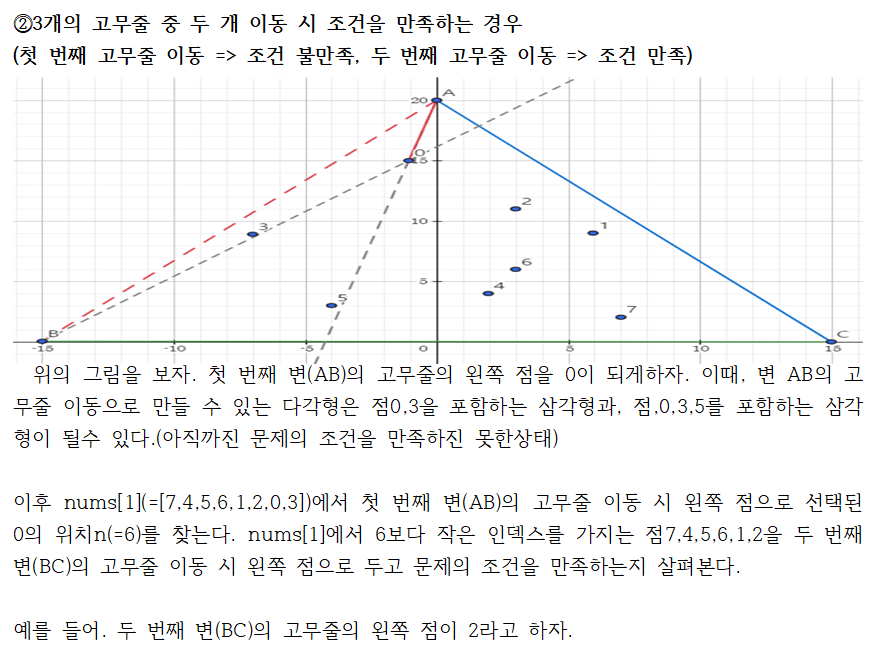 ②3개의 고무줄 중 두 개 이동 시 조건을 만족하는 경우
(첫 번째 고무줄 이동 => 조건 불만족, 두 번째 고무줄 이동 => 조건 만족)
A
20
0
15
3
2
1
10
6
5
4
5
7
B
C
-15
-10
-5
0
5
10
15
위의 그림을 보자. 첫 번째 변(AB)의 고무줄의 왼쪽 점을 0이 되게하자. 이때, 변 AB의 고
무줄 이동으로 만들 수 있는 다각형은 점0,3을 포함하는 삼각형과, 점,0,3,5를 포함하는 삼각
형이 될수 있다.(아직까진 문제의 조건을 만족하진 못한상태)
이후 nums[1](=[7,4,5,6,1,2,0,3])에서 첫 번째 변(AB)의 고무줄 이동 시 왼쪽 점으로 선택된
0의 위치n(=6)를 찾는다. nums[1]에서 6보다 작은 인덱스를 가지는 점7,4,5,6,1,2을 두 번째
변(BC)의 고무줄 이동 시 왼쪽 점으로 두고 문제의 조건을 만족하는지 살펴본다.
예를 들어. 두 번째 변(BC)의 고무줄의 왼쪽 점이 2라고 하자.